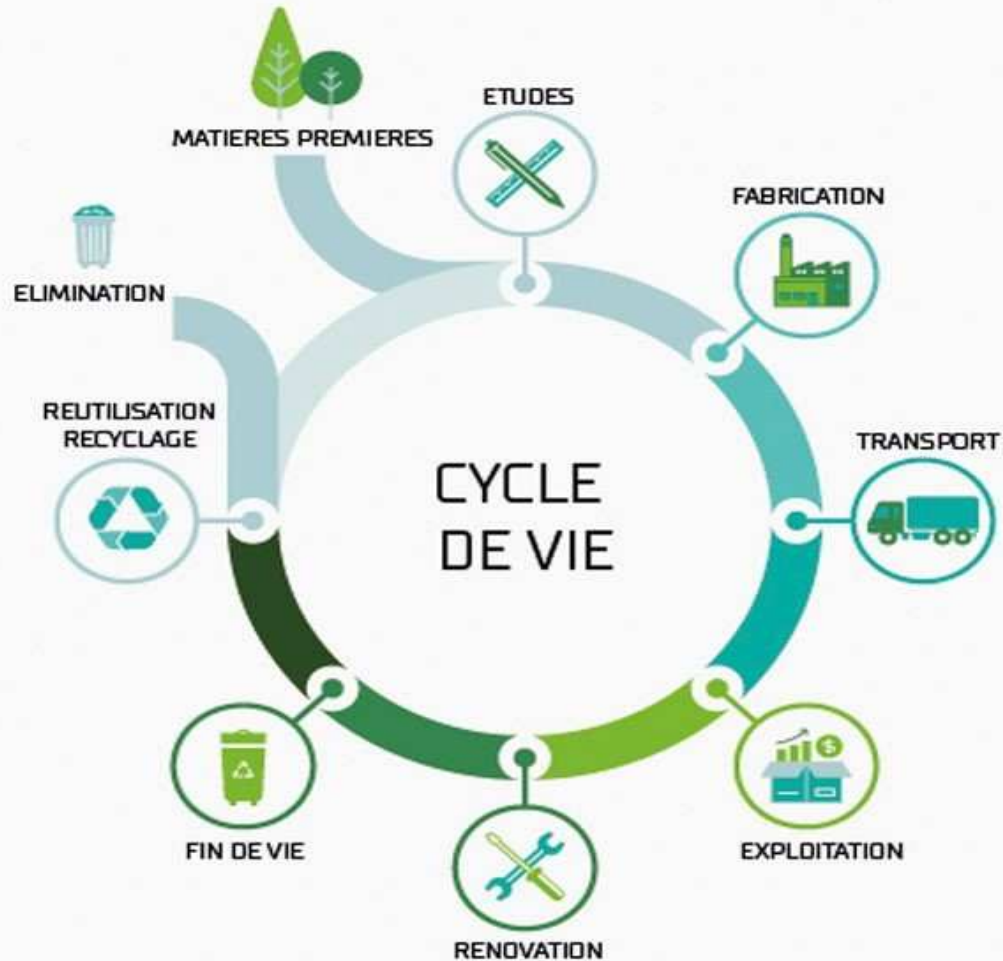 MATIERES PREMIERES
ETUDES
FABRICATION
TRANSPORT
EXPLOITATION
RENOVATION
FIN DE VIE
REUTILISATION
RECYCLAGE
ELIMINATION
CYCLE
DE VIE
$